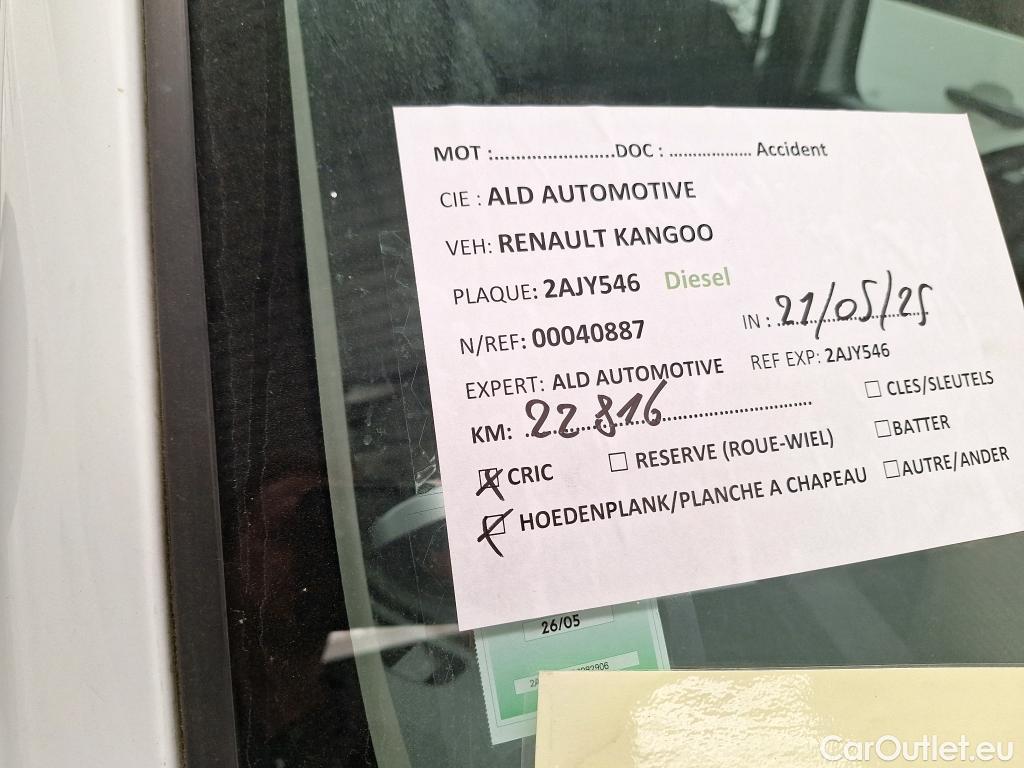 MOT :.......................DOC : .................. Accident
CIE : ALD AUTOMOTIVE
VEH: RENAULT KANGOO
PLAQUE: 2AJY546 Diesel
N/REF: 00040887 IN : 21/05/25
EXPERT: ALD AUTOMOTIVE REF EXP: 2AJY546
KM: 22 816 ☐ CLES/SLEUTELS
☒ CRIC ☐ RESERVE (ROUE-WIEL) ☐ BATTER
☒ HOEDENPLANK/PLANCHE A CHAPEAU ☐ AUTRE/ANDER
26/05
CarOutlet.eu